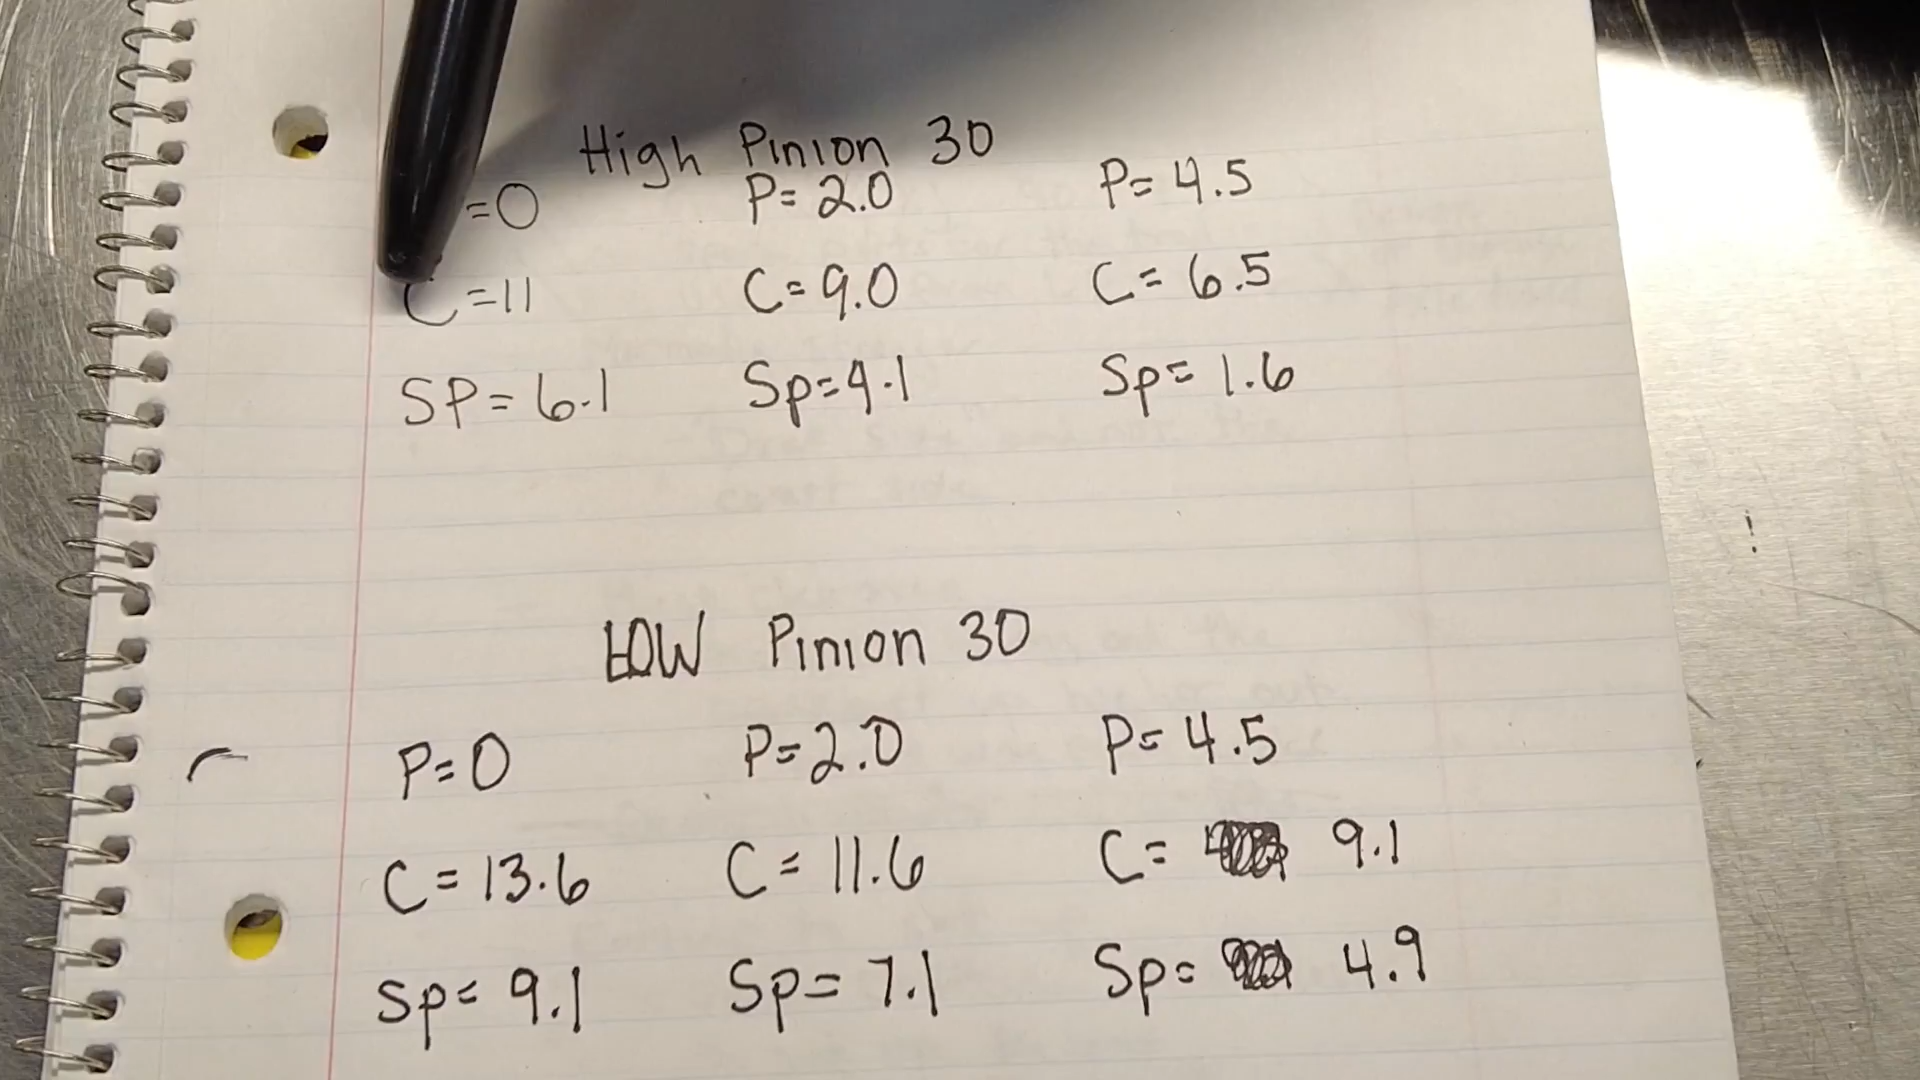 High Pinion 30
=0 P=2.0 P=4.5
C=11 C=9.0 C=6.5
SP=6.1 Sp=4.1 Sp=1.6
LOW Pinion 30
P=0 P=2.0 P=4.5
C=13.6 C=11.6 C= 9.1
Sp=9.1 Sp=7.1 Sp= 4.9